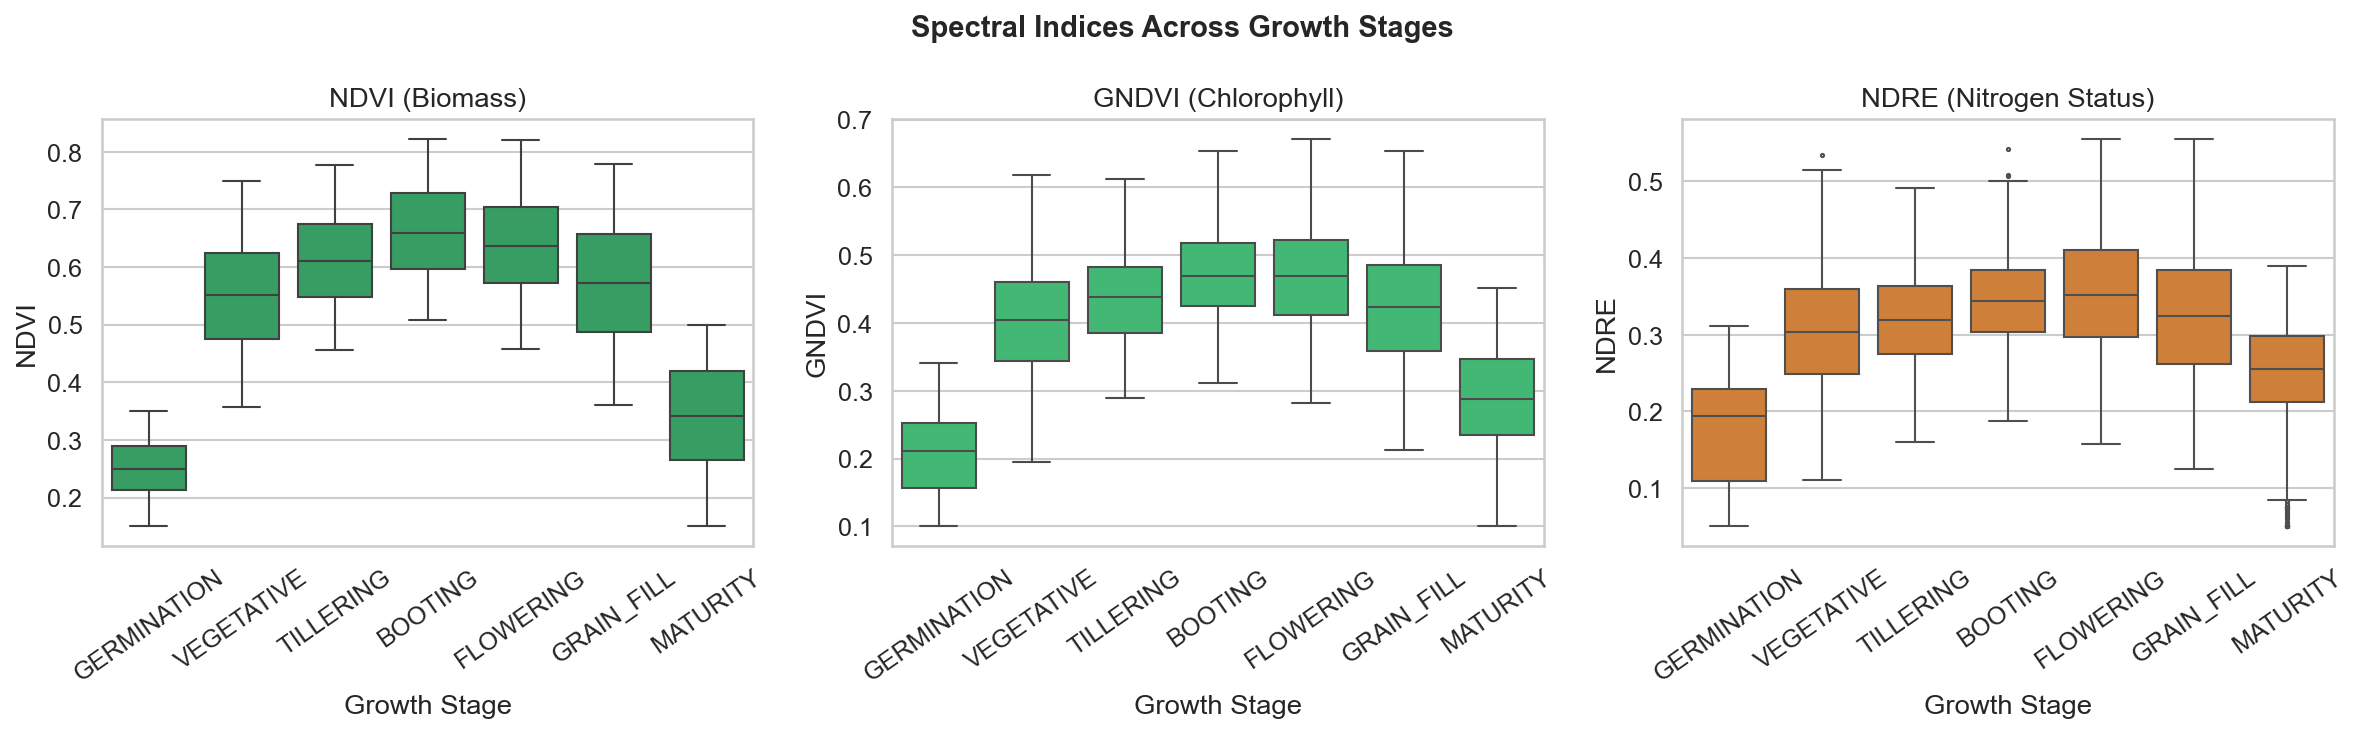 Spectral Indices Across Growth Stages
NDVI (Biomass)
NDVI
0.8
0.7
0.6
0.5
0.4
0.3
0.2
GERMINATION
VEGETATIVE
TILLERING
BOOTING
FLOWERING
GRAIN_FILL
MATURITY
Growth Stage
GNDVI (Chlorophyll)
GNDVI
0.7
0.6
0.5
0.4
0.3
0.2
0.1
GERMINATION
VEGETATIVE
TILLERING
BOOTING
FLOWERING
GRAIN_FILL
MATURITY
Growth Stage
NDRE (Nitrogen Status)
NDRE
0.5
0.4
0.3
0.2
0.1
GERMINATION
VEGETATIVE
TILLERING
BOOTING
FLOWERING
GRAIN_FILL
MATURITY
Growth Stage